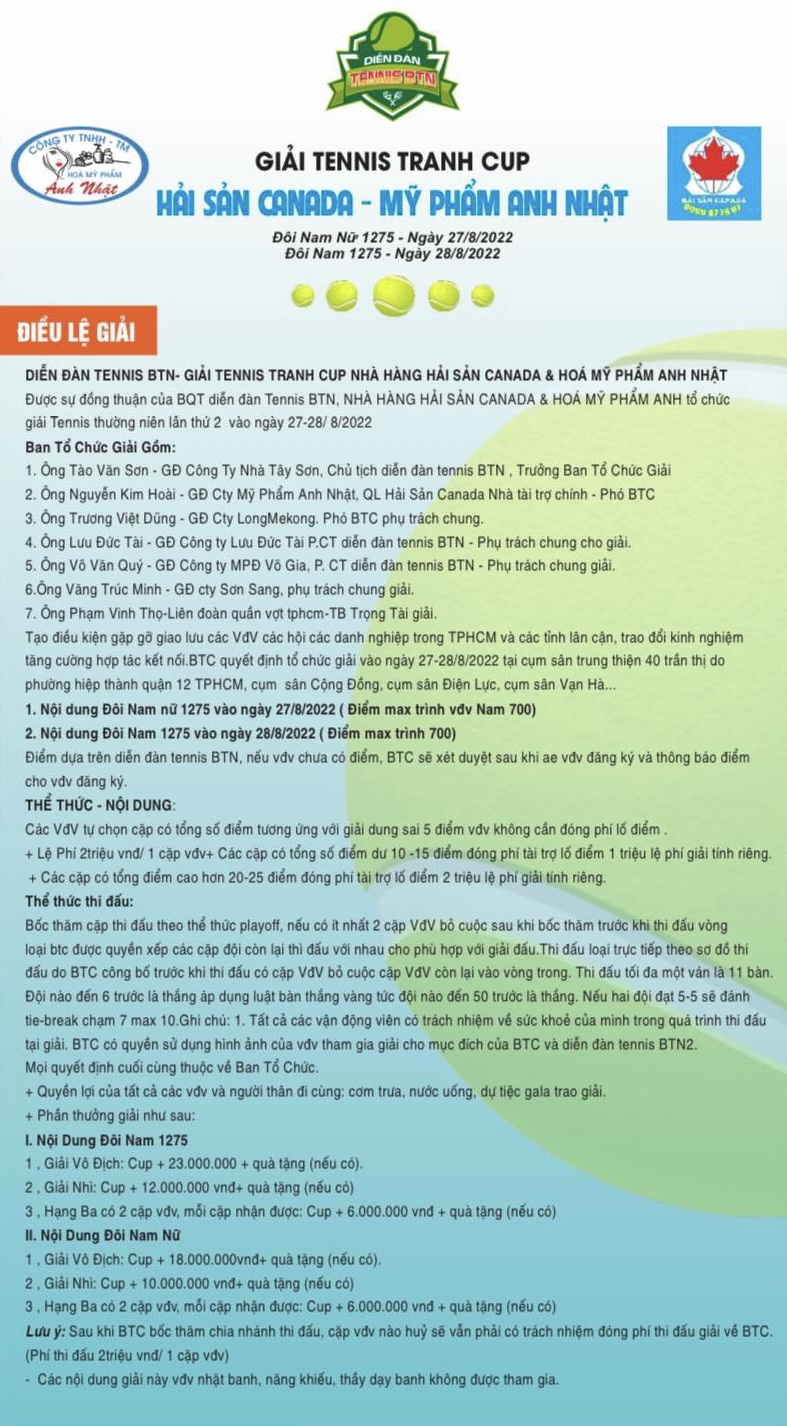 DIỄN ĐÀN
TENNIS BTN
CÔNG TY TNHH - TM
HOÁ MỸ PHẨM
Anh Nhật
GIẢI TENNIS TRANH CUP
HẢI SẢN CANADA - MỸ PHẨM ANH NHẬT
HẢI SẢN CANADA
Đôi Nam Nữ 1275 - Ngày 27/8/2022
Đôi Nam 1275 - Ngày 28/8/2022
ĐIỀU LỆ GIẢI
DIỄN ĐÀN TENNIS BTN- GIẢI TENNIS TRANH CUP NHÀ HÀNG HẢI SẢN CANADA & HOÁ MỸ PHẨM ANH NHẬT
Được sự đồng thuận của BQT diễn đàn Tennis BTN, NHÀ HÀNG HẢI SẢN CANADA & HOÁ MỸ PHẨM ANH tổ chức
giái Tennis thường niên lần thứ 2 vào ngày 27-28/ 8/2022
Ban Tổ Chức Giải Gồm:
1. Ông Tào Văn Sơn - GĐ Công Ty Nhà Tây Sơn, Chủ tịch diễn đàn tennis BTN , Trưởng Ban Tổ Chức Giải
2. Ông Nguyễn Kim Hoài - GĐ Cty Mỹ Phẩm Anh Nhật, QL Hải Sản Canada Nhà tài trợ chính - Phó BTC
3. Ông Trương Việt Dũng - GĐ Cty LongMekong. Phó BTC phụ trách chung.
4. Ông Lưu Đức Tài - GĐ Công ty Lưu Đức Tài P.CT diễn đàn tennis BTN - Phụ trách chung cho giải.
5. Ông Võ Văn Quý - GĐ Công ty MPĐ Võ Gia, P. CT diễn đàn tennis BTN - Phụ trách chung giải.
6.Ông Văng Trúc Minh - GĐ cty Sơn Sang, phụ trách chung giải.
7. Ông Phạm Vinh Thọ-Liên đoàn quần vợt tphcm-TB Trọng Tài giải.
Tạo điều kiện gặp gỡ giao lưu các VđV các hội các danh nghiệp trong TPHCM và các tỉnh lân cận, trao đổi kinh nghiệm
tăng cường hợp tác kết nối.BTC quyết định tổ chức giải vào ngày 27-28/8/2022 tại cụm sân trung thiện 40 trần thị do
phường hiệp thành quận 12 TPHCM, cụm sân Cộng Đồng, cụm sân Điện Lực, cụm sân Vạn Hà...
1. Nội dung Đôi Nam nữ 1275 vào ngày 27/8/2022 ( Điểm max trình vđv Nam 700)
2. Nội dung Đôi Nam 1275 vào ngày 28/8/2022 ( Điểm max trình 700)
Điểm dựa trên diễn đàn tennis BTN, nếu vđv chưa có điểm, BTC sẽ xét duyệt sau khi ae vđv đăng ký và thông báo điểm
cho vđv đăng ký.
THỂ THỨC - NỘI DUNG:
Các VđV tự chọn cặp có tổng số điểm tương ứng với giải dung sai 5 điểm vđv không cần đóng phí lố điểm .
+ Lệ Phí 2triệu vnđ/ 1 cặp vđv+ Các cặp có tổng số điểm dư 10 -15 điểm đóng phí tài trợ lố điểm 1 triệu lệ phí giải tính riêng.
+ Các cặp có tổng điểm cao hơn 20-25 điểm đóng phí tài trợ lố điểm 2 triệu lệ phí giải tính riêng.
Thể thức thi đấu:
Bốc thăm cặp thi đấu theo thể thức playoff, nếu có ít nhất 2 cặp VđV bỏ cuộc sau khi bốc thăm trước khi thi đấu vòng
loại btc được quyền xếp các cặp đội còn lại thì đấu với nhau cho phù hợp với giải đấu.Thi đấu loại trực tiếp theo sơ đồ thi
đấu do BTC công bố trước khi thi đấu có cặp VđV bỏ cuộc cặp VđV còn lại vào vòng trong. Thi đấu tối đa một ván là 11 bàn.
Đội nào đến 6 trước là thắng áp dụng luật bàn thắng vàng tức đội nào đến 50 trước là thắng. Nếu hai đội đạt 5-5 sẽ đánh
tie-break chạm 7 max 10.Ghi chú: 1. Tất cả các vận động viên có trách nhiệm về sức khoẻ của mình trong quá trình thi đấu
tại giải. BTC có quyền sử dụng hình ảnh của vđv tham gia giải cho mục đích của BTC và diễn đàn tennis BTN2.
Mọi quyết định cuối cùng thuộc về Ban Tổ Chức.
+ Quyền lợi của tất cả các vđv và người thân đi cùng: cơm trưa, nước uống, dự tiệc gala trao giải.
+ Phần thưởng giải như sau:
I. Nội Dung Đôi Nam 1275
1 , Giải Vô Địch: Cup + 23.000.000 + quà tặng (nếu có).
2 , Giải Nhì: Cup + 12.000.000 vnđ+ quà tặng (nếu có)
3 , Hạng Ba có 2 cặp vđv, mỗi cặp nhận được: Cup + 6.000.000 vnđ + quà tặng (nếu có)
II. Nội Dung Đôi Nam Nữ
1 , Giải Vô Địch: Cup + 18.000.000vnđ+ quà tặng (nếu có).
2 , Giải Nhì: Cup + 10.000.000 vnđ+ quà tặng (nếu có)
3 , Hạng Ba có 2 cặp vđv, mỗi cặp nhận được: Cup + 6.000.000 vnđ + quà tặng (nếu có)
Lưu ý: Sau khi BTC bốc thăm chia nhánh thi đấu, cặp vđv nào huỷ sẽ vẫn phải có trách nhiệm đóng phí thi đấu giải về BTC.
(Phí thi đấu 2triệu vnđ/ 1 cặp vđv)
- Các nội dung giải này vđv nhặt banh, năng khiếu, thầy dạy banh không được tham gia.